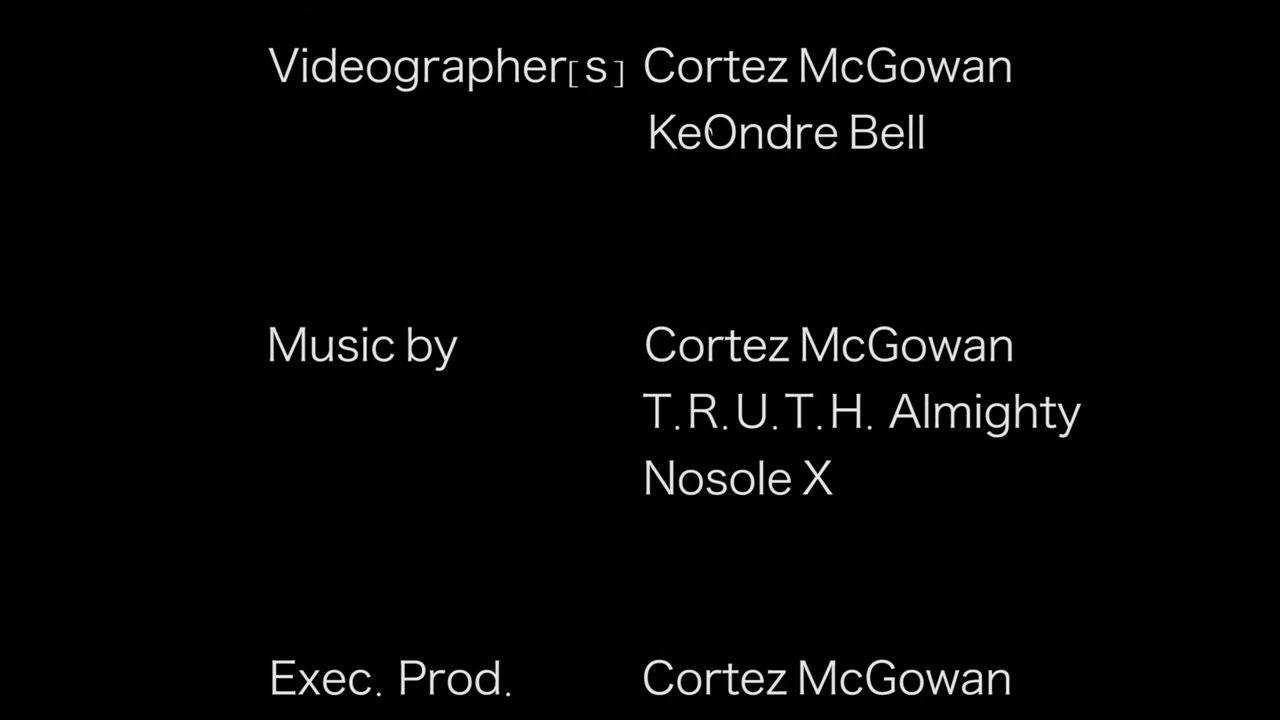 Videographer[s] Cortez McGowan
KeOndre Bell
Music by Cortez McGowan
T.R.U.T.H. Almighty
Nosole X
Exec. Prod. Cortez McGowan